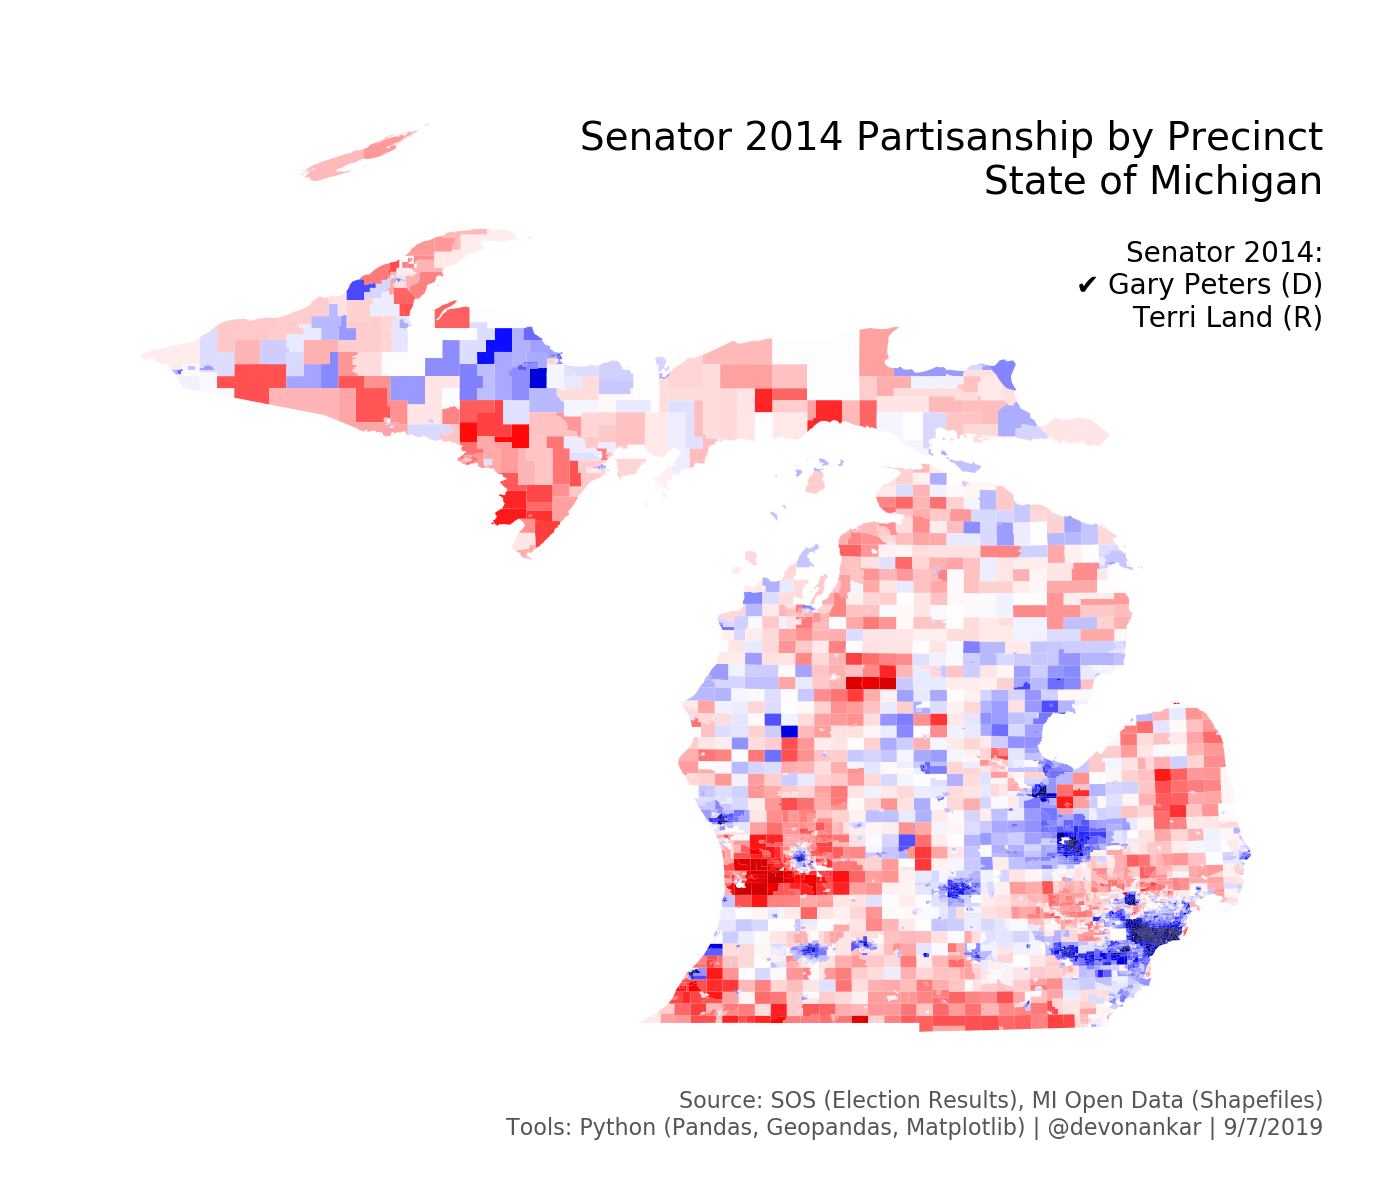 Senator 2014 Partisanship by Precinct
State of Michigan
Senator 2014:
✔ Gary Peters (D)
Terri Land (R)
Source: SOS (Election Results), MI Open Data (Shapefiles)
Tools: Python (Pandas, Geopandas, Matplotlib) | @devonankar | 9/7/2019